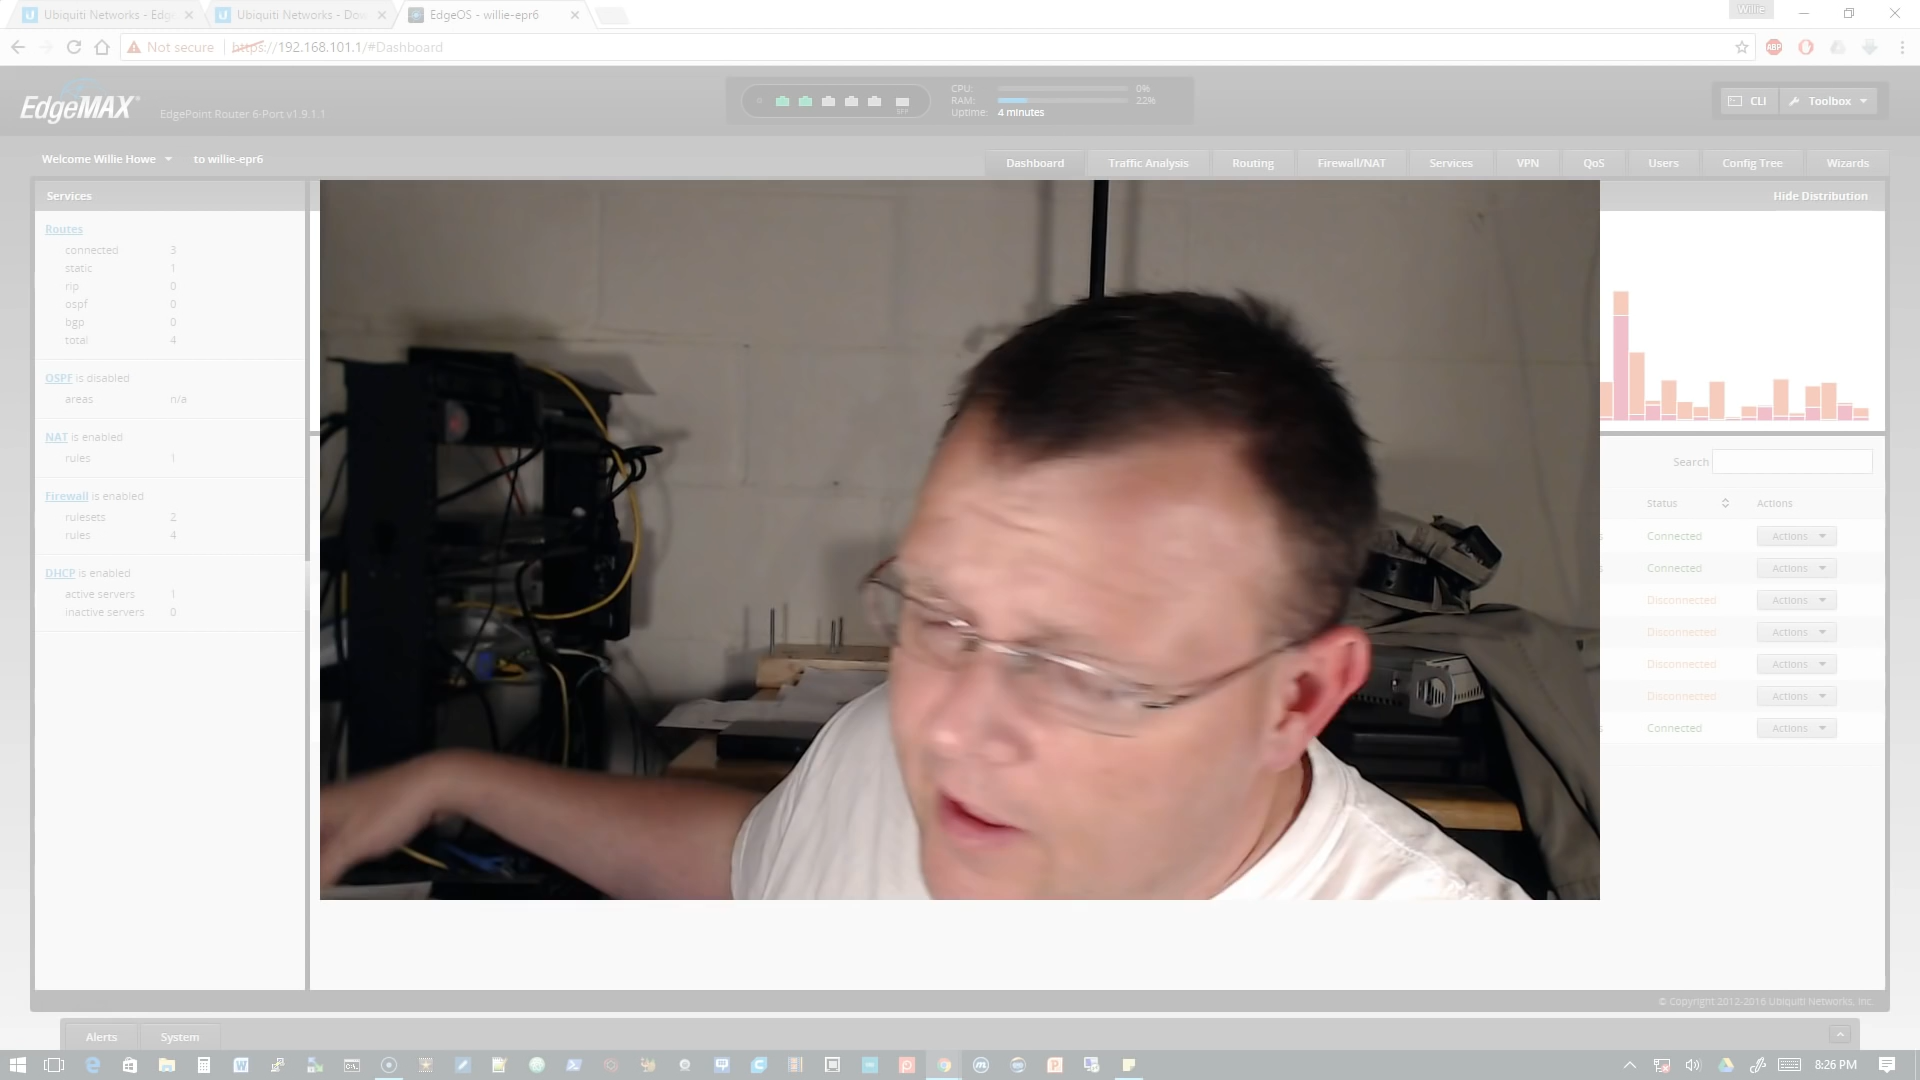 Ubiquiti Networks - Edge
Ubiquiti Networks - Dow
EdgeOS - willie-epr6
Willie
Not secure
https://192.168.101.1/#Dashboard
ABP
EdgeMAX
EdgePoint Router 6-Port v1.9.1.1
SFP
CPU: 0%
RAM: 22%
Uptime: 4 minutes
CLI
Toolbox
Welcome Willie Howe
to willie-epr6
Dashboard
Traffic Analysis
Routing
Firewall/NAT
Services
VPN
QoS
Users
Config Tree
Wizards
Services
Hide Distribution
Routes
connected 3
static 1
rip 0
ospf 0
bgp 0
total 4
OSPF is disabled
areas n/a
NAT is enabled
rules 1
Firewall is enabled
rulesets 2
rules 4
DHCP is enabled
active servers 1
inactive servers 0
Search
Status Actions
Connected Actions
Connected Actions
Disconnected Actions
Disconnected Actions
Disconnected Actions
Disconnected Actions
Connected Actions
© Copyright 2012-2016 Ubiquiti Networks, Inc.
Alerts
System
8:26 PM